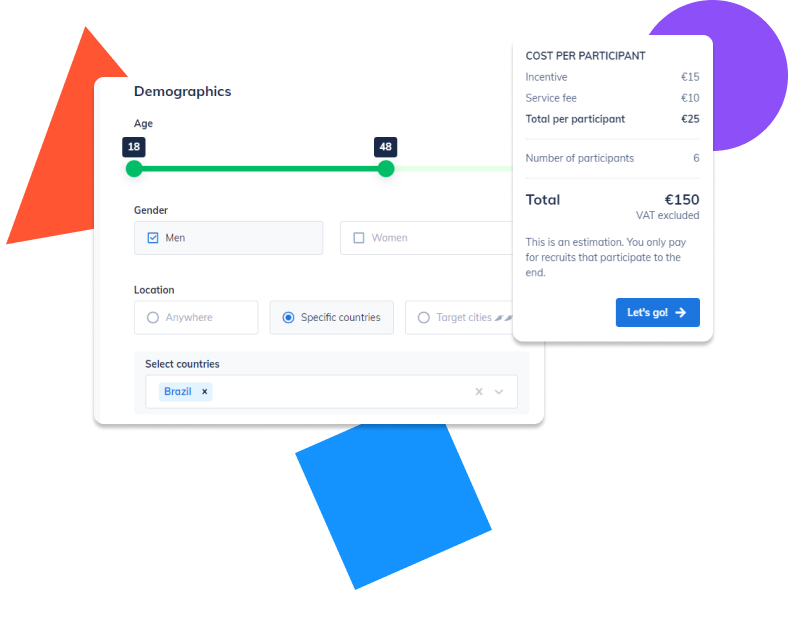 Demographics
Age
18
48
Gender
Men
Women
Location
Anywhere
Specific countries
Target cities
Select countries
Brazil ×
COST PER PARTICIPANT
Incentive €15
Service fee €10
Total per participant €25
Number of participants 6
Total €150
VAT excluded
This is an estimation. You only pay
for recruits that participate to the
end.
Let's go! →